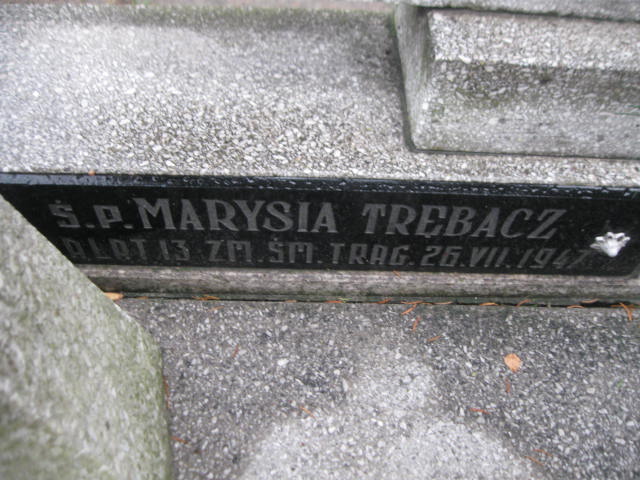 Ś.P. MARYSIA TRĘBACZ
LAT 13 ZM. ŚM. TRAG. 26.VII.1947